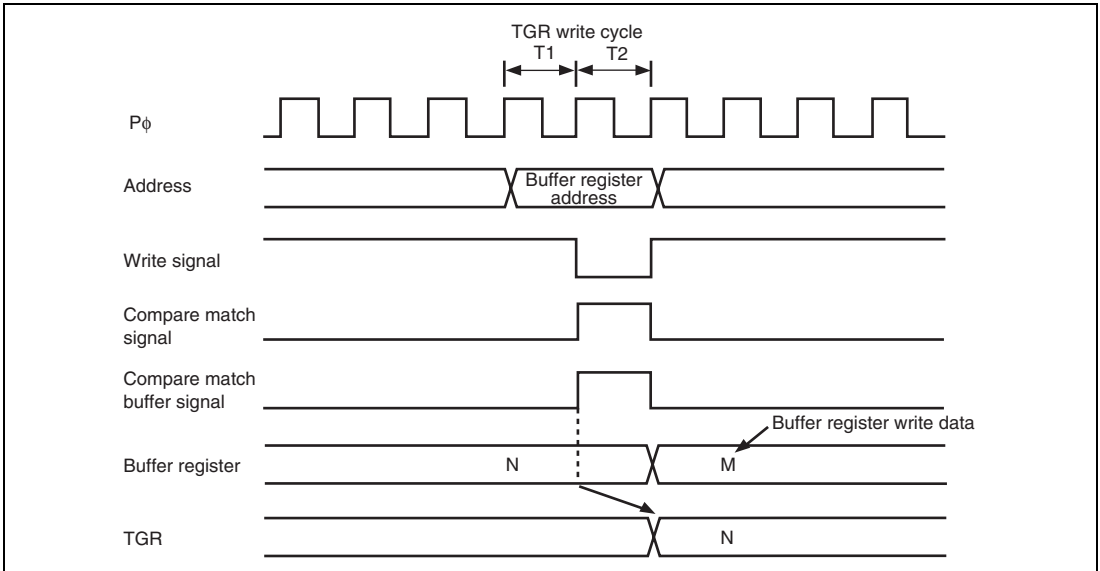 TGR write cycle
T1 T2
Pϕ
Address
Buffer register
address
Write signal
Compare match
signal
Compare match
buffer signal
Buffer register write data
Buffer register
N M
TGR
N